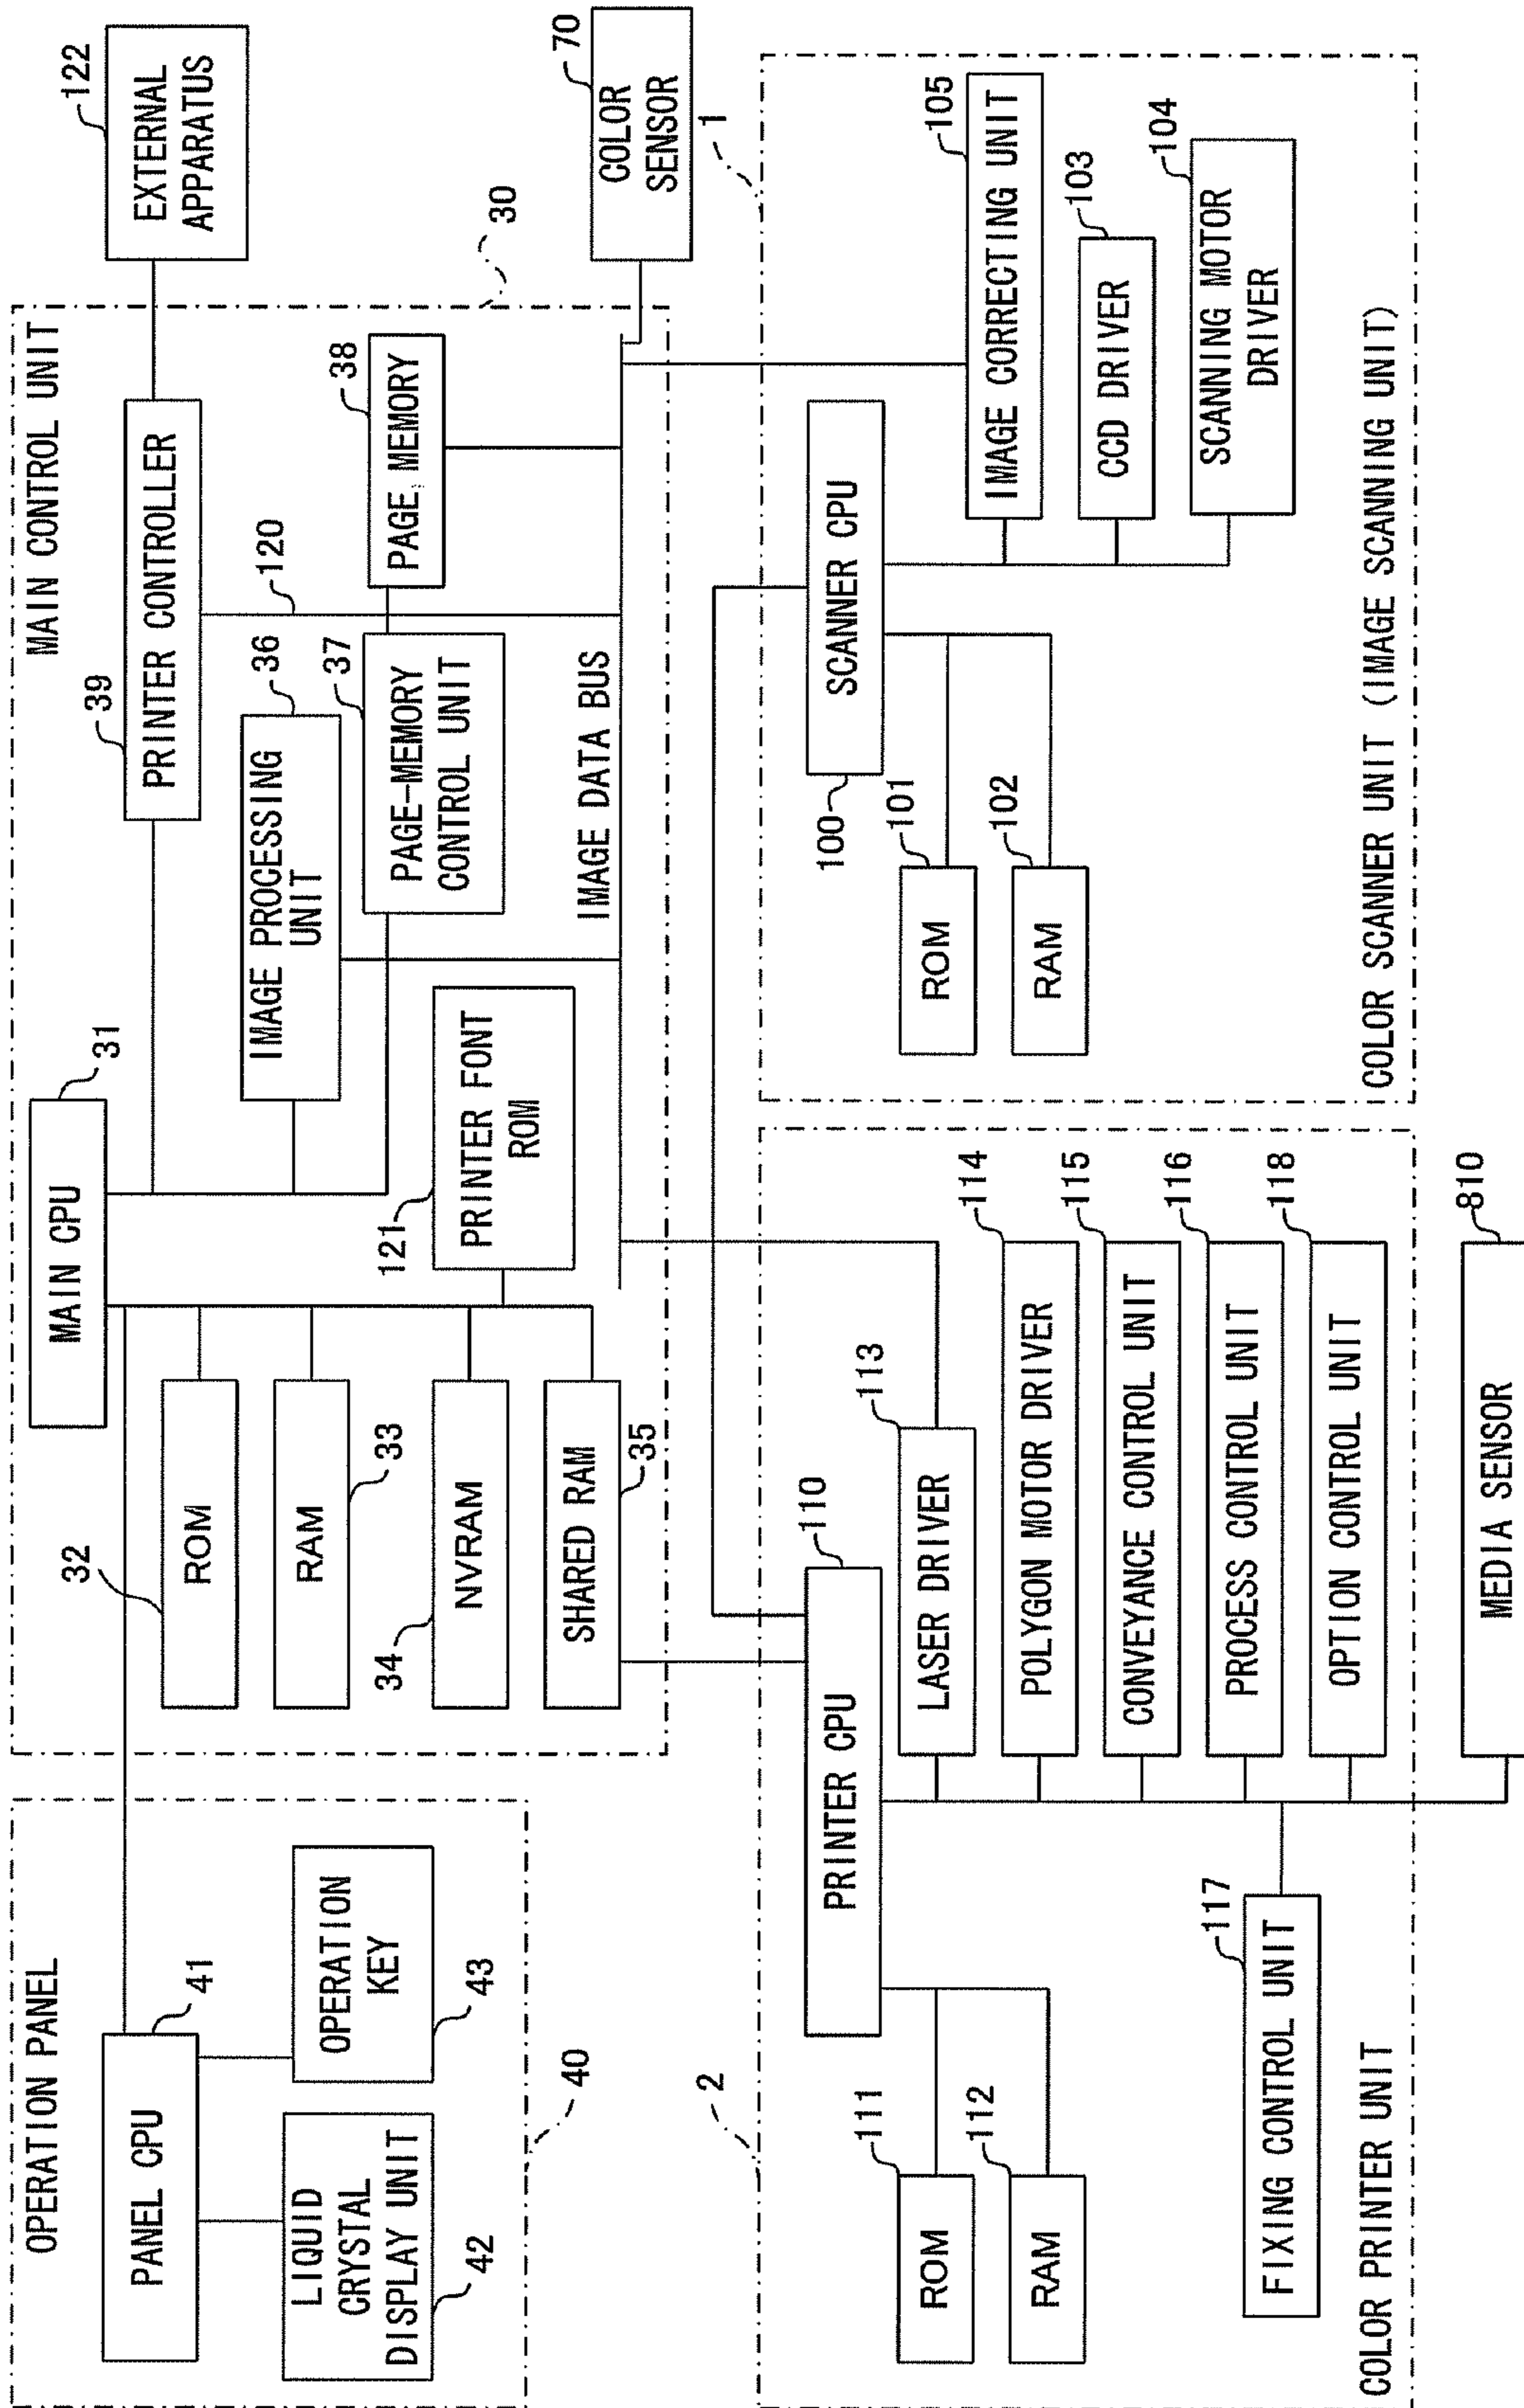 OPERATION PANEL
PANEL CPU
41
LIQUID
CRYSTAL
DISPLAY UNIT
42
OPERATION
KEY
43
40
MAIN CONTROL UNIT
30
MAIN CPU
31
32
ROM
RAM
33
34
NVRAM
SHARED RAM
35
121
PRINTER FONT
ROM
39
PRINTER CONTROLLER
36
IMAGE PROCESSING
UNIT
37
PAGE-MEMORY
CONTROL UNIT
38
PAGE MEMORY
120
IMAGE DATA BUS
122
EXTERNAL
APPARATUS
70
COLOR
SENSOR
2
PRINTER CPU
110
111
ROM
112
RAM
113
LASER DRIVER
114
POLYGON MOTOR DRIVER
115
CONVEYANCE CONTROL UNIT
116
PROCESS CONTROL UNIT
118
OPTION CONTROL UNIT
117
FIXING CONTROL UNIT
COLOR PRINTER UNIT
810
MEDIA SENSOR
1
SCANNER CPU
100
101
ROM
102
RAM
105
IMAGE CORRECTING UNIT
103
CCD DRIVER
104
SCANNING MOTOR
DRIVER
COLOR SCANNER UNIT (IMAGE SCANNING UNIT)